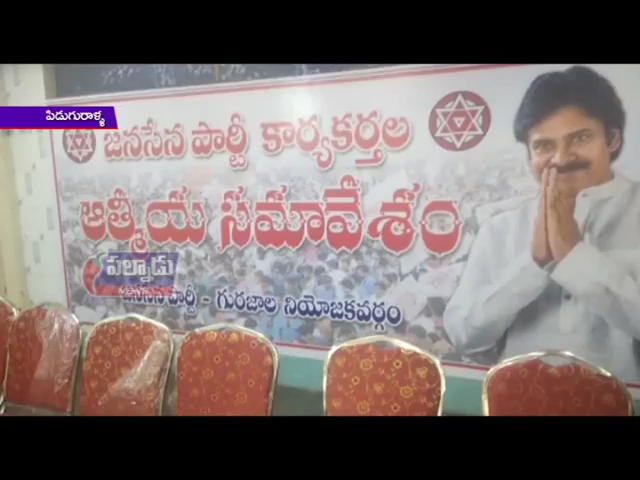 పిడుగురాళ్ళ
జనసేన పార్టీ కార్యకర్తల
ఆత్మీయ సమావేశం
పల్నాడు
జనసేన పార్టీ - గురజాల నియోజకవర్గం